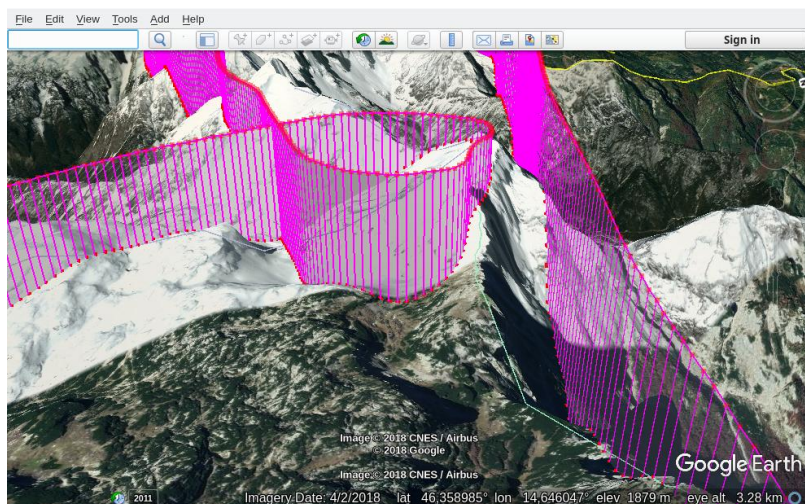 File Edit View Tools Add Help
Sign in
Image © 2018 CNES / Airbus
© 2018 Google
Image © 2018 CNES / Airbus
Google Earth
2011 Imagery Date: 4/2/2018 lat 46.358985° lon 14.646047° elev 1879 m eye alt 3.28 km